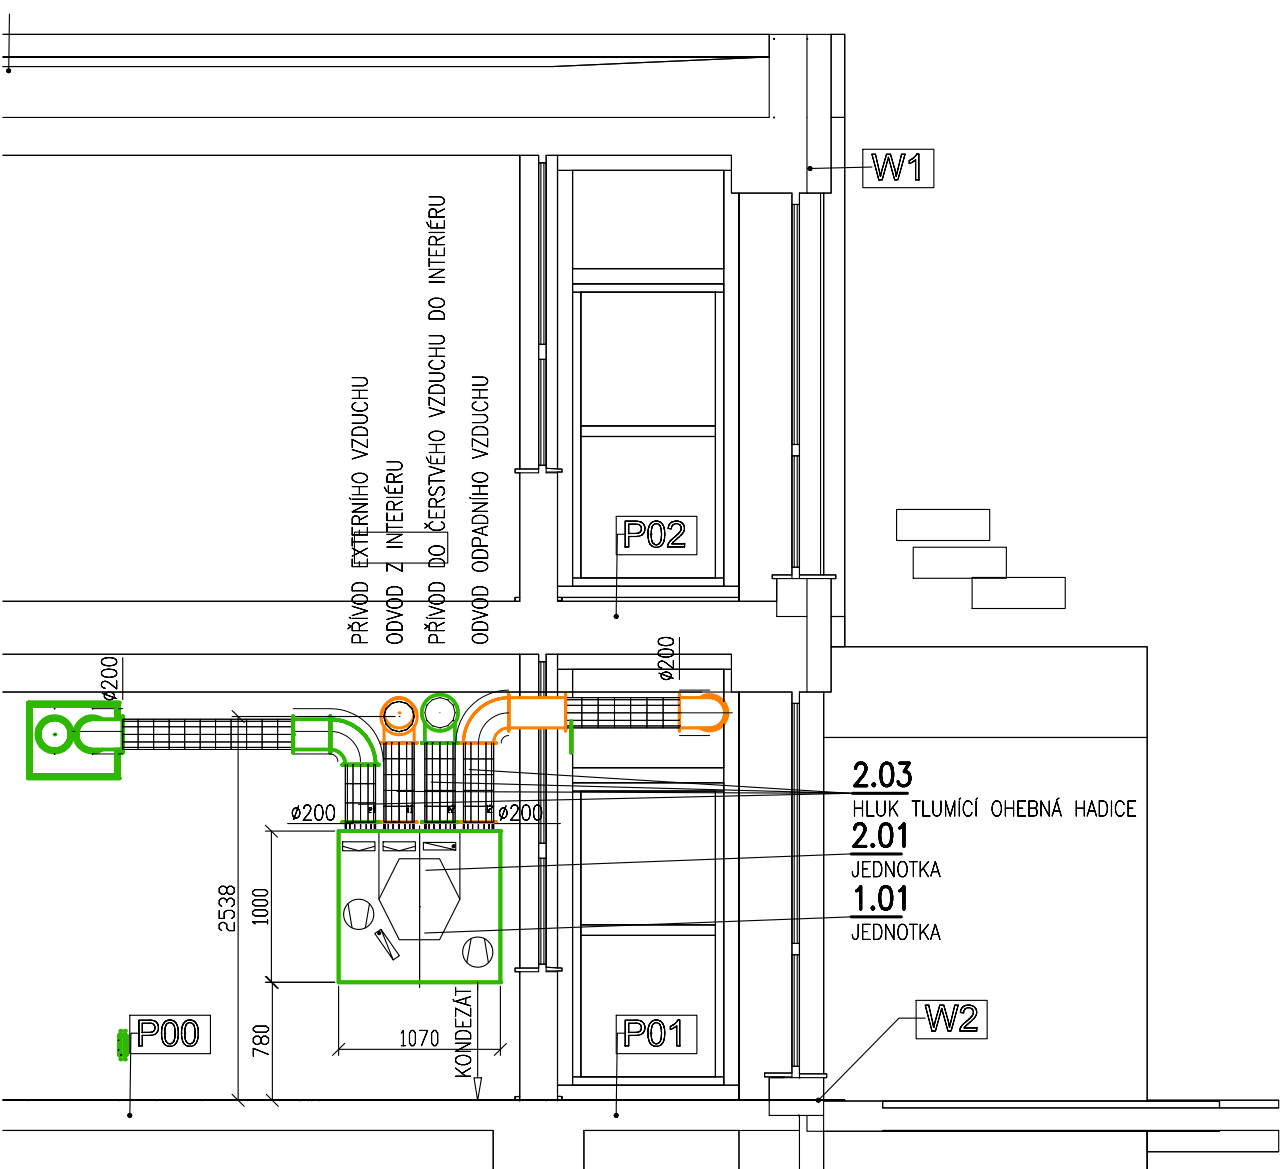 W1
PŘÍVOD EXTERNÍHO VZDUCHU
ODVOD Z INTERIÉRU
PŘÍVOD DO ČERSTVÉHO VZDUCHU DO INTERIÉRU
ODVOD ODPADNÍHO VZDUCHU
P02
ø200
ø200
2.03
HLUK TLUMÍCÍ OHEBNÁ HADICE
ø200
ø200
2.01
JEDNOTKA
1.01
JEDNOTKA
2538
1000
780
1070
KONDEZÁT
P00
P01
W2